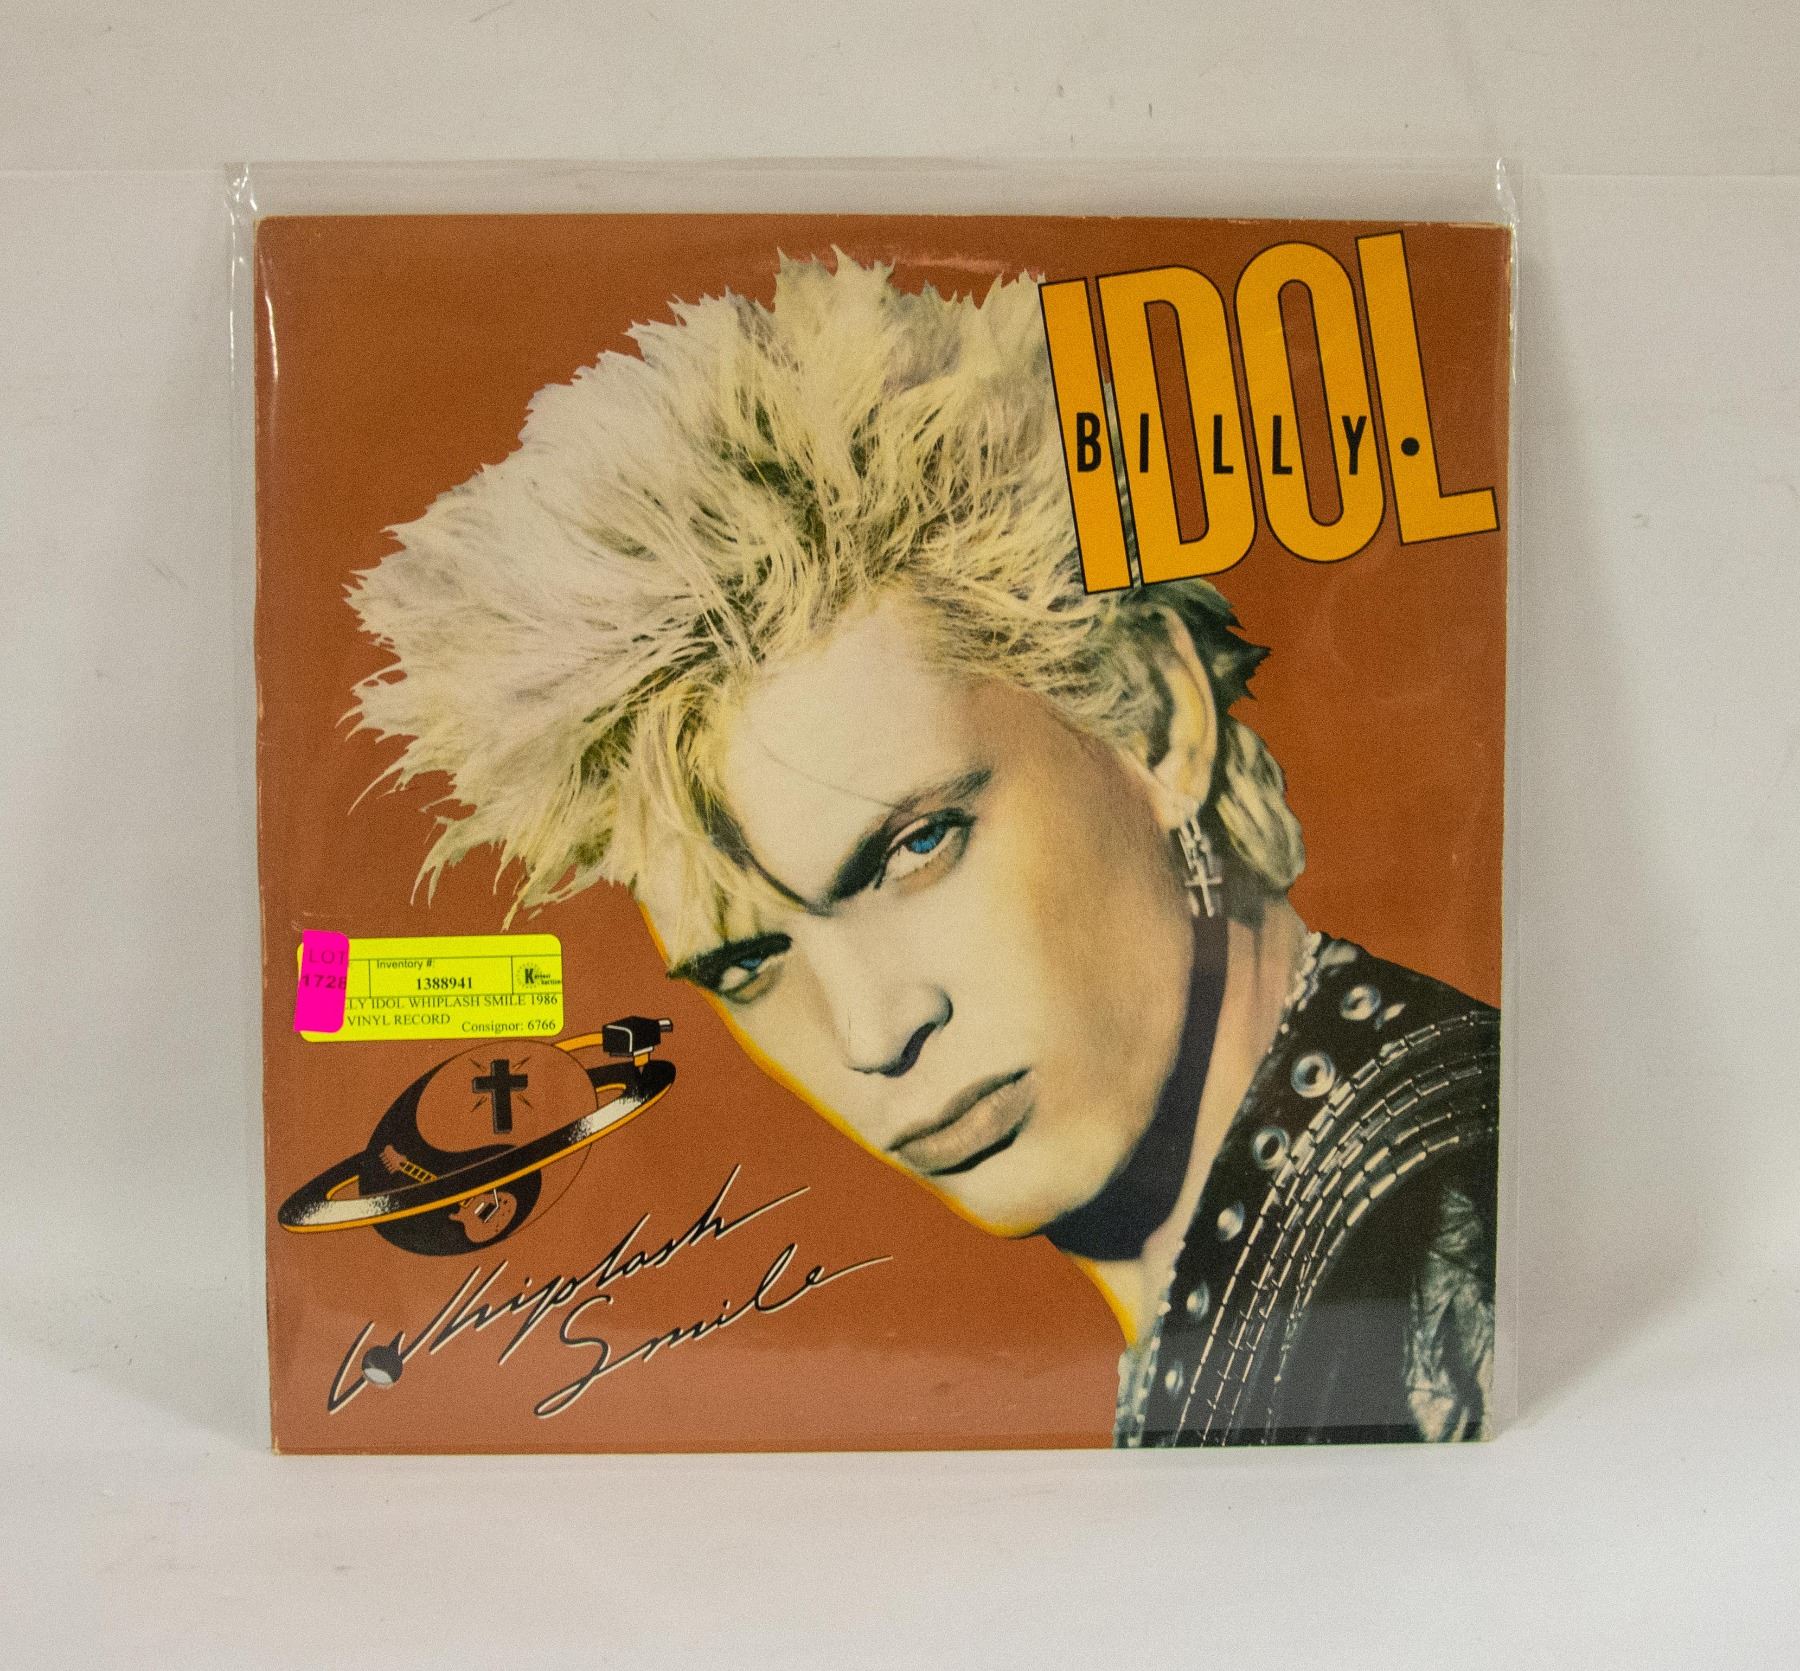 IDOL
BILLY.
LOT
1728
Inventory #:
1388941
LY IDOL WHIPLASH SMILE 1986
VINYL RECORD
Consignor: 6766
Whiplash
Smile